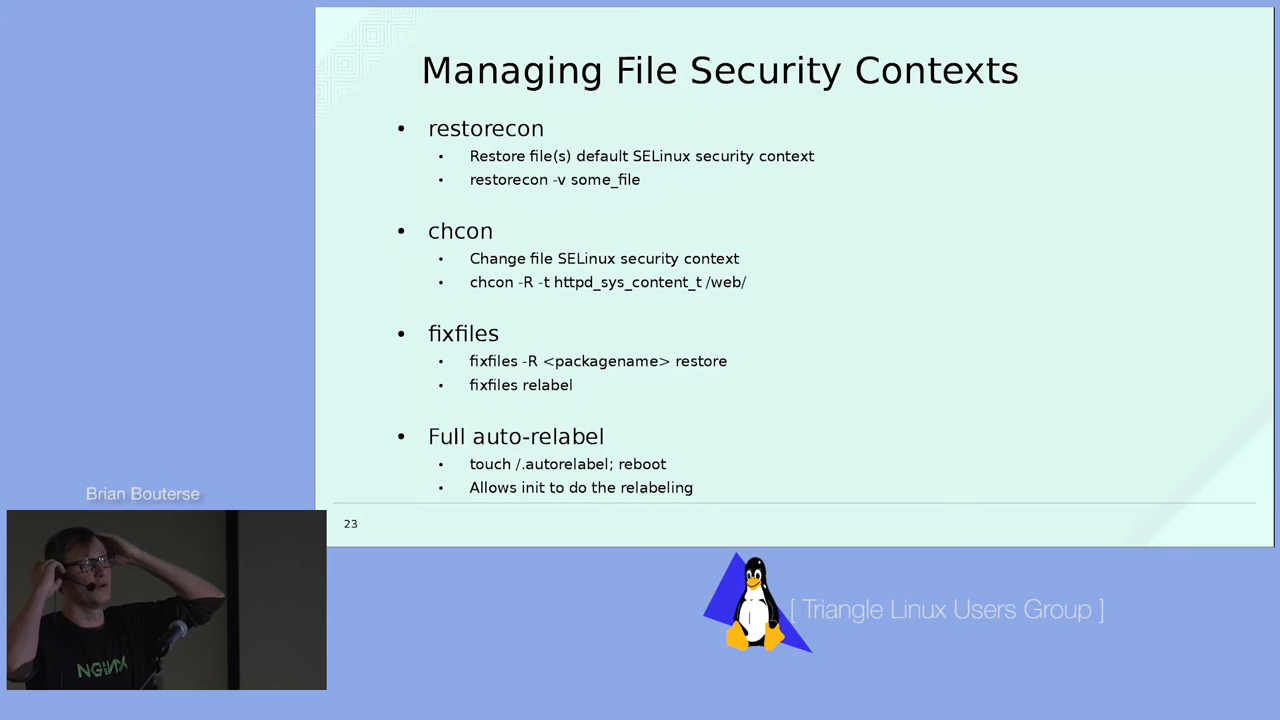 Managing File Security Contexts
• restorecon
• Restore file(s) default SELinux security context
• restorecon -v some_file
• chcon
• Change file SELinux security context
• chcon -R -t httpd_sys_content_t /web/
• fixfiles
• fixfiles -R <packagename> restore
• fixfiles relabel
• Full auto-relabel
• touch /.autorelabel; reboot
• Allows init to do the relabeling
23
Brian Bouterse
NGINX
[ Triangle Linux Users Group ]